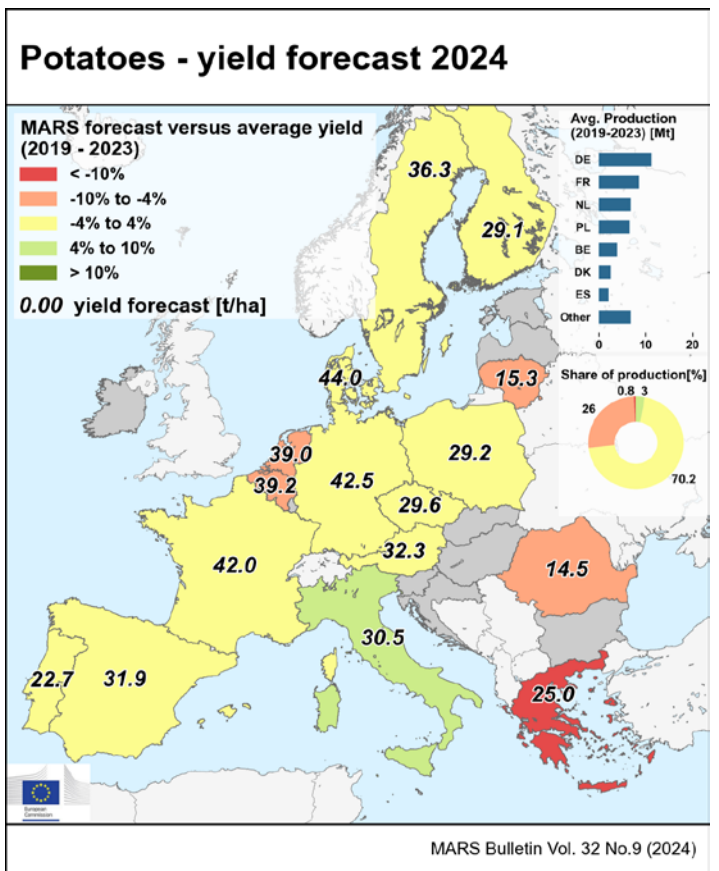 Potatoes - yield forecast 2024
MARS forecast versus average yield
(2019 - 2023)
< -10%
-10% to -4%
-4% to 4%
4% to 10%
> 10%
0.00 yield forecast [t/ha]
Avg. Production
(2019-2023) [Mt]
DE
FR
NL
PL
BE
DK
ES
Other
0 10 20
Share of production[%]
0.8 3
26
70.2
36.3
29.1
44.0
15.3
39.0
39.2
42.5
29.2
29.6
32.3
42.0
14.5
30.5
22.7
31.9
25.0
European
Commission
MARS Bulletin Vol. 32 No.9 (2024)